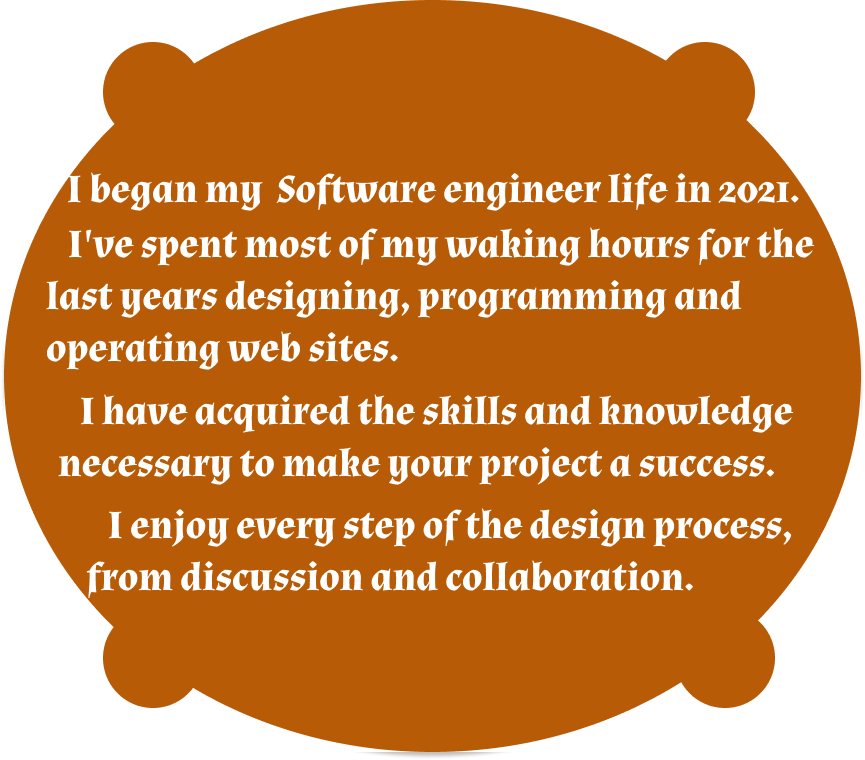 I began my Software engineer life in 2021.
I've spent most of my waking hours for the
last years designing, programming and
operating web sites.
I have acquired the skills and knowledge
necessary to make your project a success.
I enjoy every step of the design process,
from discussion and collaboration.